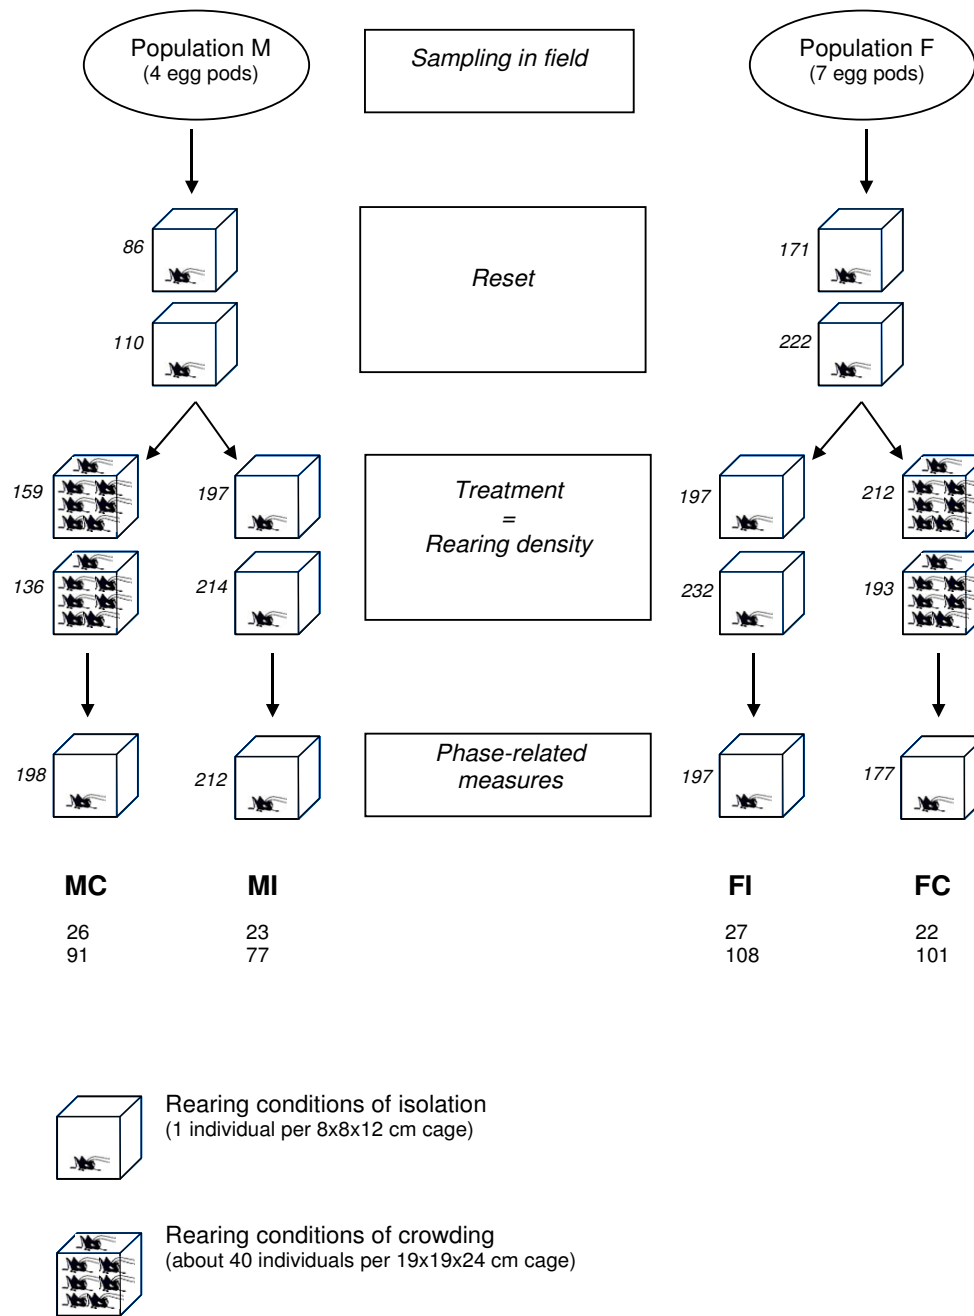 Population M
(4 egg pods)
Sampling in field
Population F
(7 egg pods)
86
171
Reset
110
222
159
197
Treatment
=
Rearing density
197
212
136
214
232
193
198
212
Phase-related
measures
197
177
MC
MI
FI
FC
26
23
27
22
91
77
108
101
Rearing conditions of isolation
(1 individual per 8x8x12 cm cage)
Rearing conditions of crowding
(about 40 individuals per 19x19x24 cm cage)